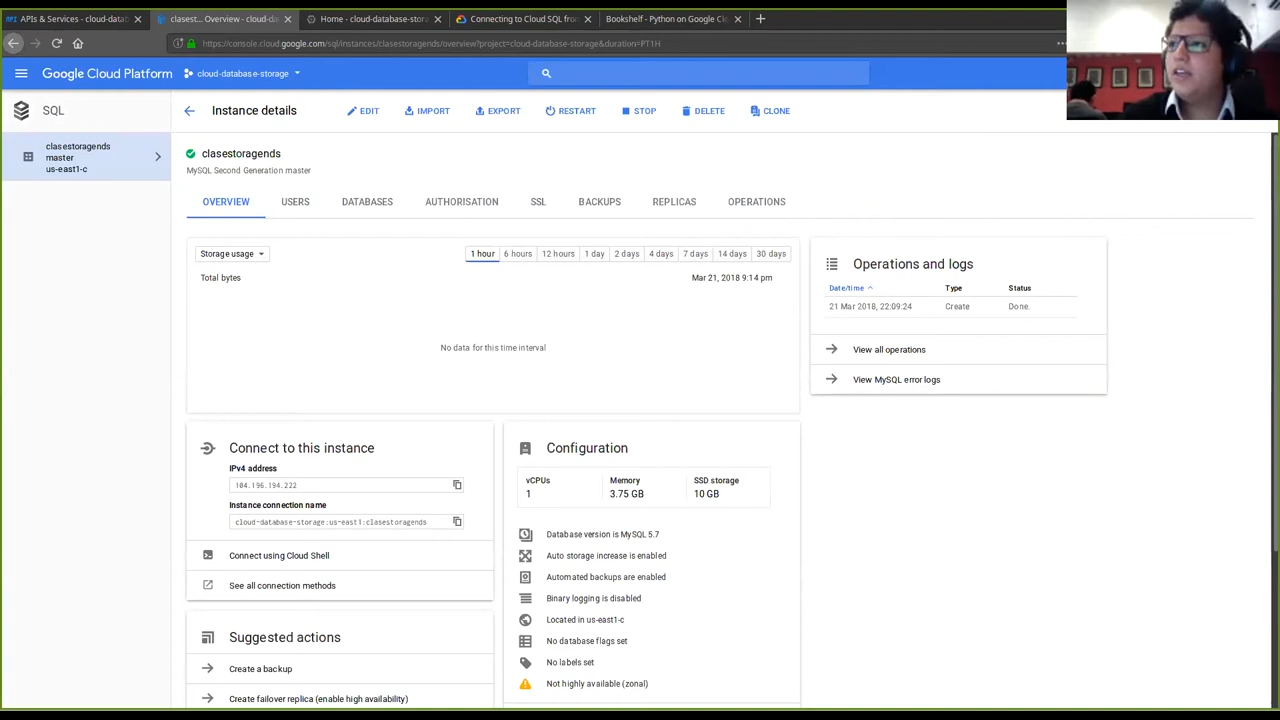 APIs & Services - cloud-datab
clasest... Overview - cloud-da
Home - cloud-database-stora
Connecting to Cloud SQL from
Bookshelf - Python on Google Clo
https://console.cloud.google.com/sql/instances/clasestoragends/overview?project=cloud-database-storage&duration=PT1H
Google Cloud Platform
cloud-database-storage
SQL
Instance details
EDIT
IMPORT
EXPORT
RESTART
STOP
DELETE
CLONE
clasestoragends
master
us-east1-c
clasestoragends
MySQL Second Generation master
OVERVIEW
USERS
DATABASES
AUTHORISATION
SSL
BACKUPS
REPLICAS
OPERATIONS
Storage usage
1 hour
6 hours
12 hours
1 day
2 days
4 days
7 days
14 days
30 days
Total bytes
Mar 21, 2018 9:14 pm
No data for this time interval
Operations and logs
Date/time
Type
Status
21 Mar 2018, 22:09:24
Create
Done.
View all operations
View MySQL error logs
Connect to this instance
IPv4 address
104.196.194.222
Instance connection name
cloud-database-storage:us-east1:clasestoragends
Connect using Cloud Shell
See all connection methods
Suggested actions
Create a backup
Create failover replica (enable high availability)
Configuration
vCPUs
Memory
SSD storage
1
3.75 GB
10 GB
Database version is MySQL 5.7
Auto storage increase is enabled
Automated backups are enabled
Binary logging is disabled
Located in us-east1-c
No database flags set
No labels set
Not highly available (zonal)